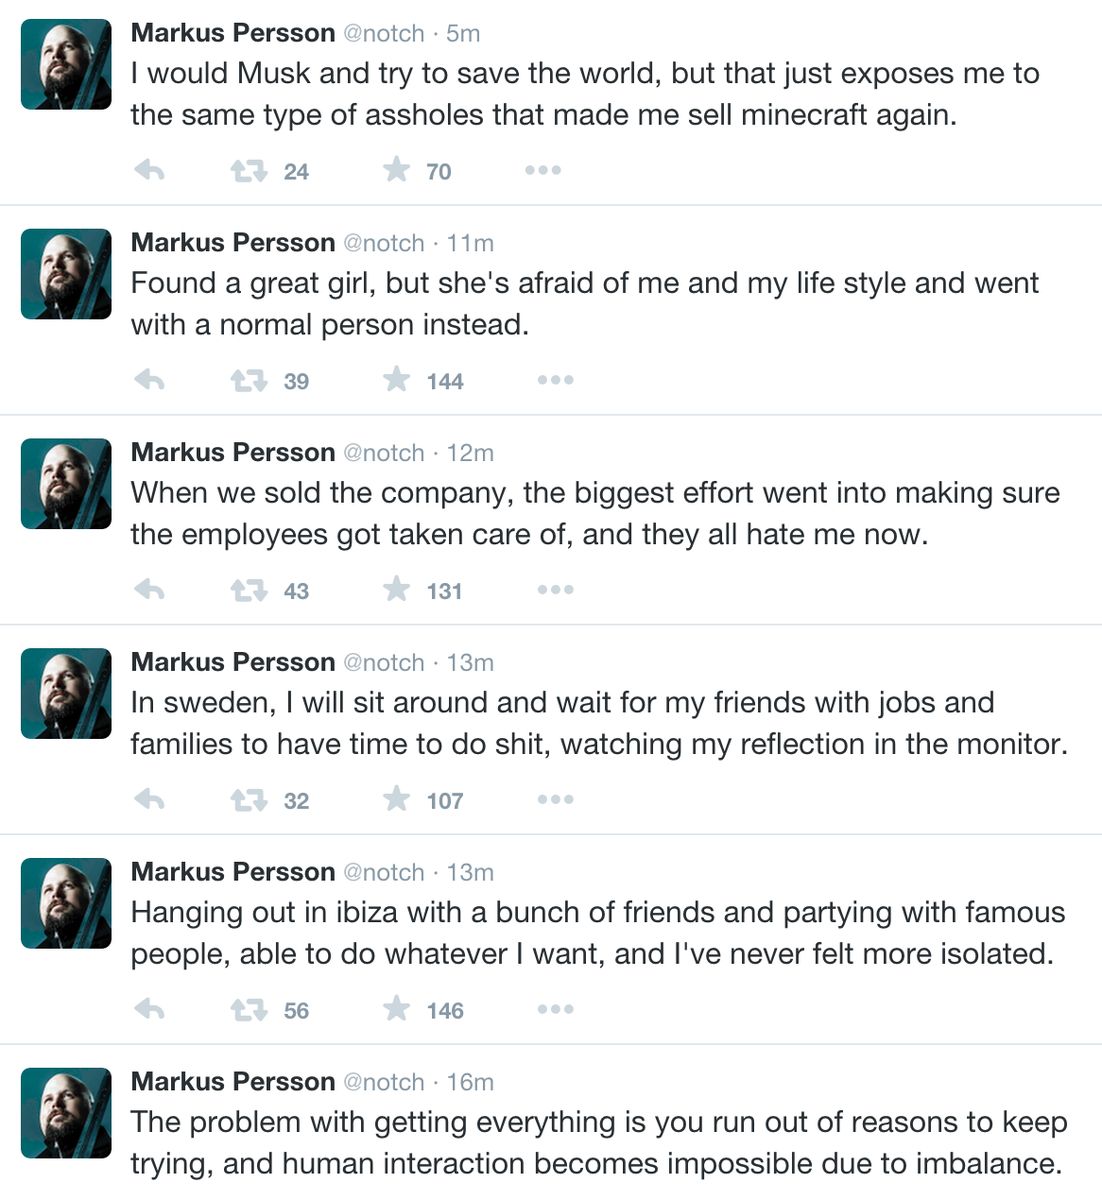 Markus Persson @notch · 5m
I would Musk and try to save the world, but that just exposes me to
the same type of assholes that made me sell minecraft again.
24 70
Markus Persson @notch · 11m
Found a great girl, but she's afraid of me and my life style and went
with a normal person instead.
39 144
Markus Persson @notch · 12m
When we sold the company, the biggest effort went into making sure
the employees got taken care of, and they all hate me now.
43 131
Markus Persson @notch · 13m
In sweden, I will sit around and wait for my friends with jobs and
families to have time to do shit, watching my reflection in the monitor.
32 107
Markus Persson @notch · 13m
Hanging out in ibiza with a bunch of friends and partying with famous
people, able to do whatever I want, and I've never felt more isolated.
56 146
Markus Persson @notch · 16m
The problem with getting everything is you run out of reasons to keep
trying, and human interaction becomes impossible due to imbalance.